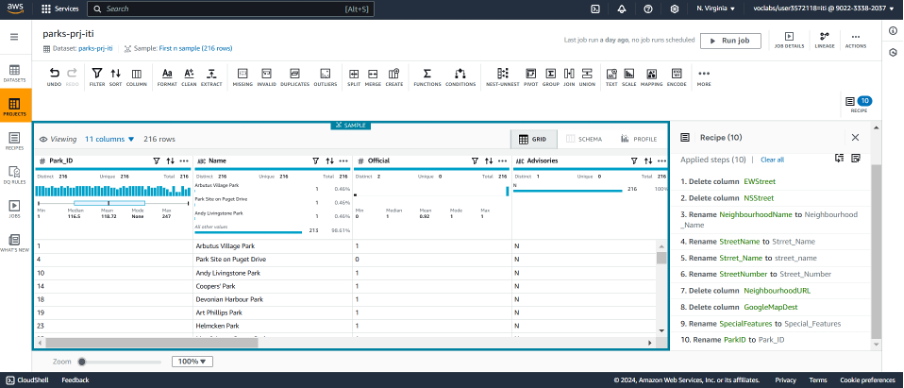 aws
Services
Search
[Alt+S]
N. Virginia
voclabs/user3572118=iti @ 9022-3338-2037
parks-prj-iti
Dataset: parks-prj-iti
Sample: First n sample (216 rows)
Last job run a day ago, no job runs scheduled
Run job
JOB DETAILS
LINEAGE
ACTIONS
DATASETS
PROJECTS
RECIPES
DQ RULES
JOBS
WHAT'S NEW
UNDO
REDO
FILTER
SORT
COLUMN
FORMAT
CLEAN
EXTRACT
MISSING
INVALID
DUPLICATES
OUTLIERS
SPLIT
MERGE
CREATE
FUNCTIONS
CONDITIONS
NEST-UNNEST
PIVOT
GROUP
JOIN
UNION
TEXT
SCALE
MAPPING
ENCODE
MORE
10
RECIPE
SAMPLE
Viewing 11 columns 216 rows
GRID
SCHEMA
PROFILE
# Park_ID
ABC Name
# Official
ABC Advisories
Distinct 216 Unique 216 Total 216
Distinct 216 Unique 216 Total 216
Distinct 2 Unique 0 Total 216
Distinct 1 Unique 0 Total 216
Min Median Mean Mode Max
1 116.5 118.72 None 247
Arbutus Village Park 1 0.46%
Park Site on Puget Drive 1 0.46%
Andy Livingstone Park 1 0.46%
All other values 213 98.61%
Min Median Mean Mode Max
0 1 0.92 1 1
N 216 100%
1 Arbutus Village Park 1 N
4 Park Site on Puget Drive 0 N
10 Andy Livingstone Park 1 N
14 Coopers' Park 1 N
18 Devonian Harbour Park 1 N
19 Art Phillips Park 1 N
23 Helmcken Park 1 N
Zoom
100%
Recipe (10)
Applied steps (10)
Clear all
1. Delete column EWStreet
2. Delete column NSStreet
3. Rename NeighbourhoodName to Neighbourhood
_Name
4. Rename StreetName to Strret_Name
5. Rename Strret_Name to street_name
6. Rename StreetNumber to Street_Number
7. Delete column NeighbourhoodURL
8. Delete column GoogleMapDest
9. Rename SpecialFeatures to Special_Features
10. Rename ParkID to Park_ID
CloudShell
Feedback
© 2024, Amazon Web Services, Inc. or its affiliates.
Privacy
Terms
Cookie preferences